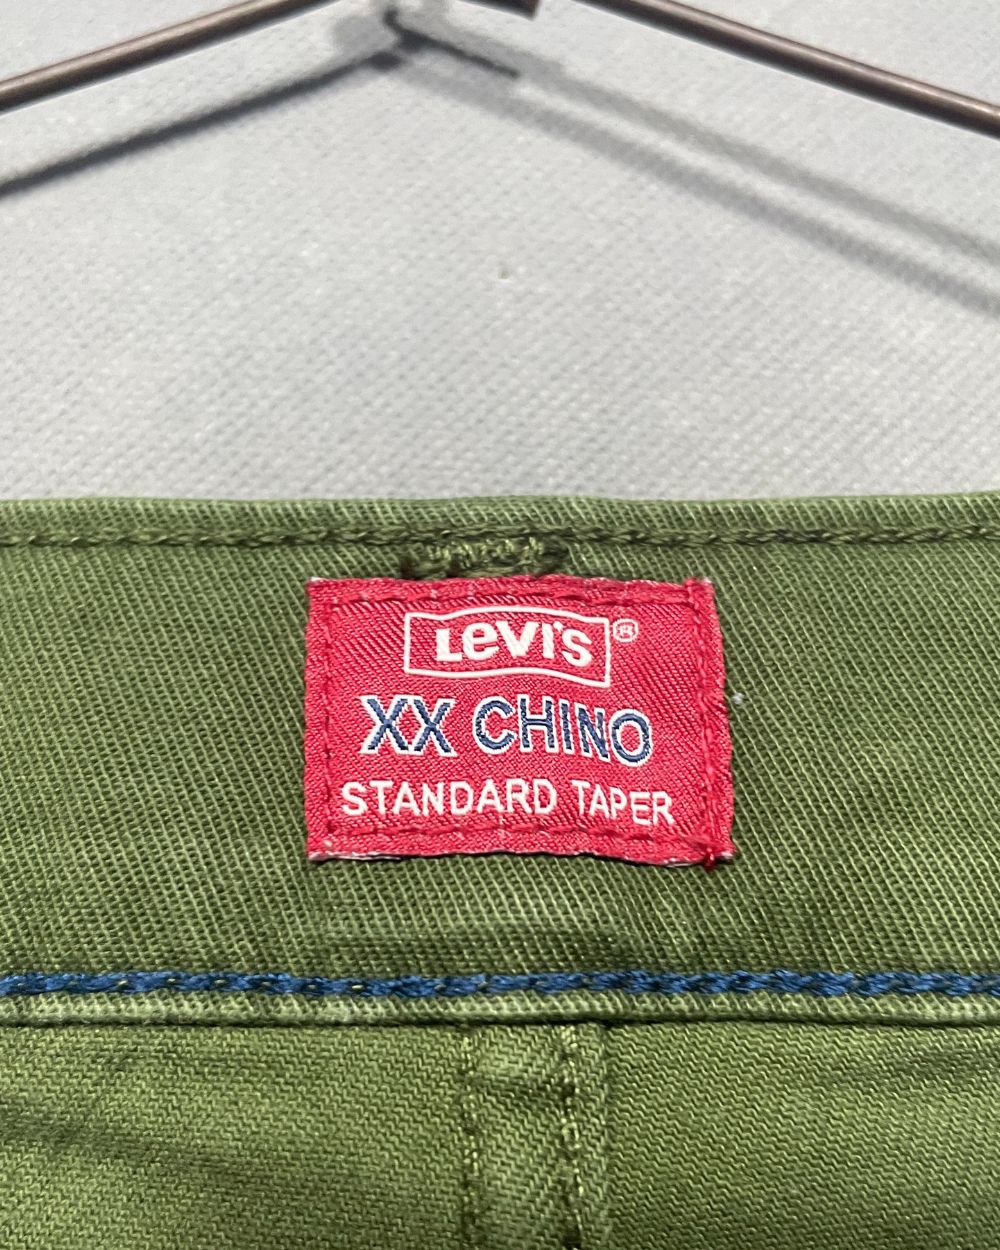 Levi's ®
XX CHINO
STANDARD TAPER